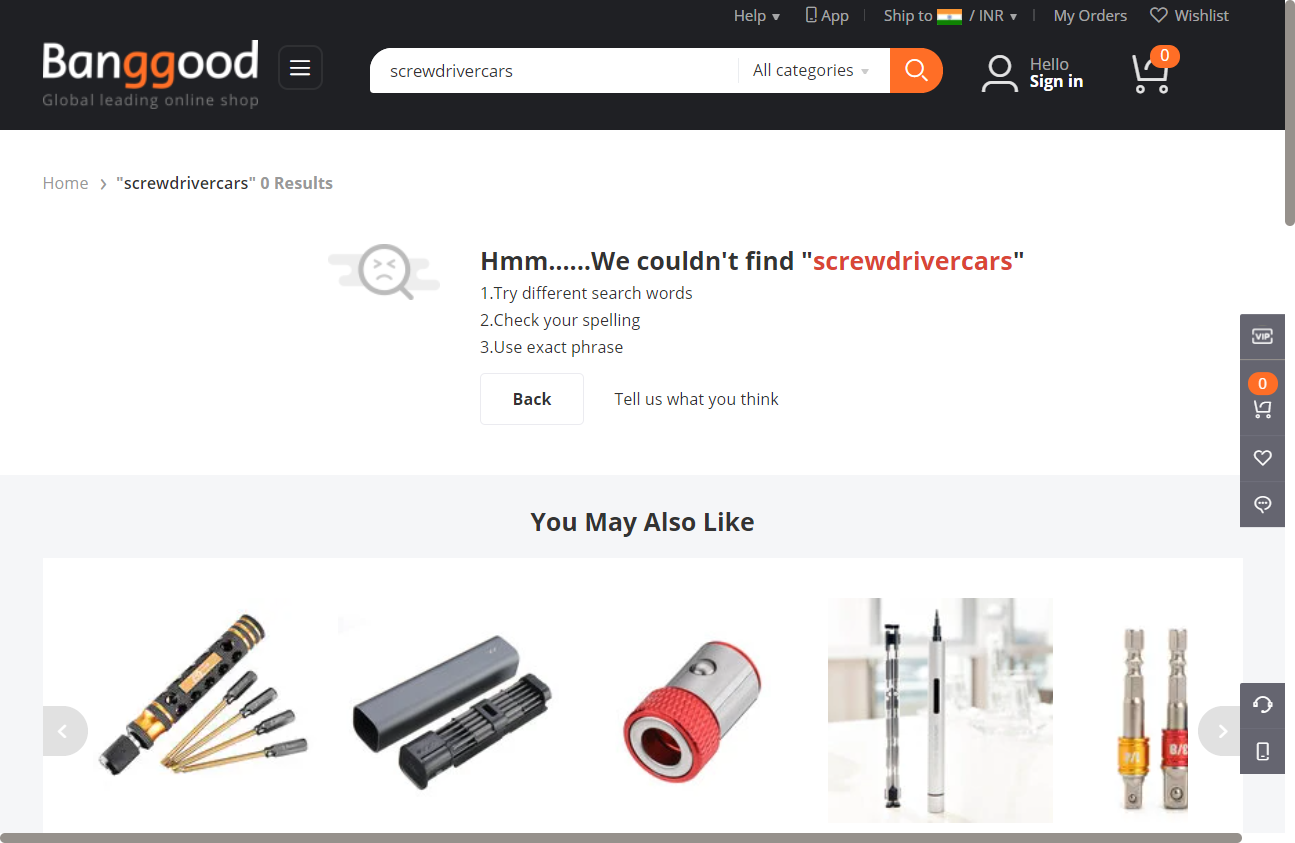 Help
App
Ship to / INR
My Orders
Wishlist
Banggood
Global leading online shop
screwdrivercars
All categories
Hello
Sign in
0
Home > "screwdrivercars" 0 Results
Hmm......We couldn't find "screwdrivercars"
1.Try different search words
2.Check your spelling
3.Use exact phrase
Back
Tell us what you think
VIP
0
You May Also Like